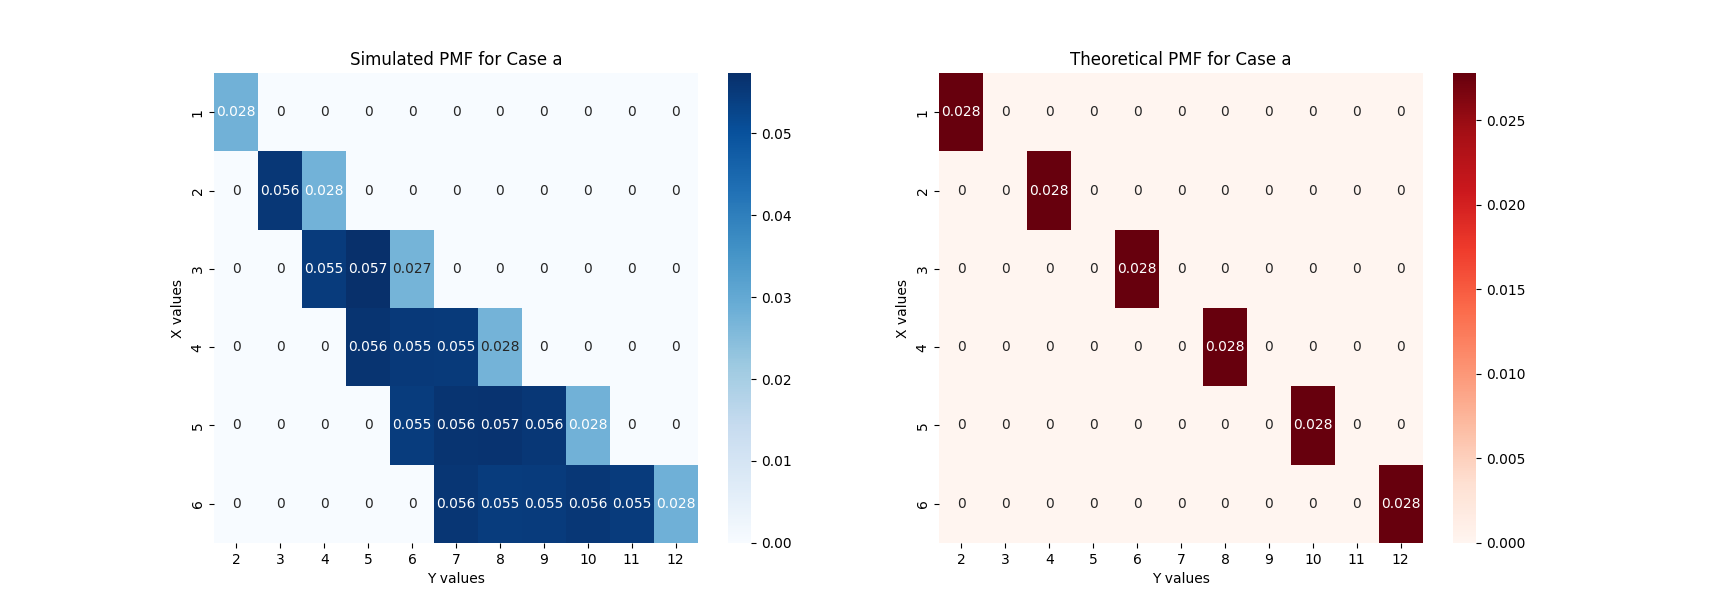 Simulated PMF for Case a
X values
1 0.028 0 0 0 0 0 0 0 0 0 0
2 0 0.056 0.028 0 0 0 0 0 0 0 0
3 0 0 0.055 0.057 0.027 0 0 0 0 0 0
4 0 0 0 0.056 0.055 0.055 0.028 0 0 0 0
5 0 0 0 0 0.055 0.056 0.057 0.056 0.028 0 0
6 0 0 0 0 0 0.056 0.055 0.055 0.056 0.055 0.028
2 3 4 5 6 7 8 9 10 11 12
Y values
0.05
0.04
0.03
0.02
0.01
0.00
Theoretical PMF for Case a
X values
1 0.028 0 0 0 0 0 0 0 0 0 0
2 0 0 0.028 0 0 0 0 0 0 0 0
3 0 0 0 0 0.028 0 0 0 0 0 0
4 0 0 0 0 0 0 0.028 0 0 0 0
5 0 0 0 0 0 0 0 0 0.028 0 0
6 0 0 0 0 0 0 0 0 0 0 0.028
2 3 4 5 6 7 8 9 10 11 12
Y values
0.025
0.020
0.015
0.010
0.005
0.000